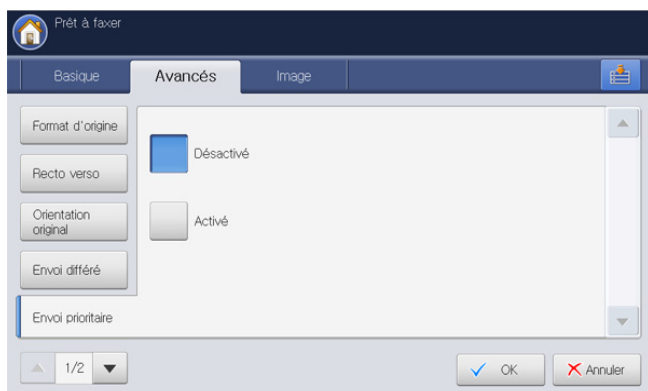 Prêt à faxer
Basique
Avancés
Image
Format d'origine
Recto verso
Orientation
original
Envoi différé
Envoi prioritaire
Désactivé
Activé
1/2
OK
Annuler